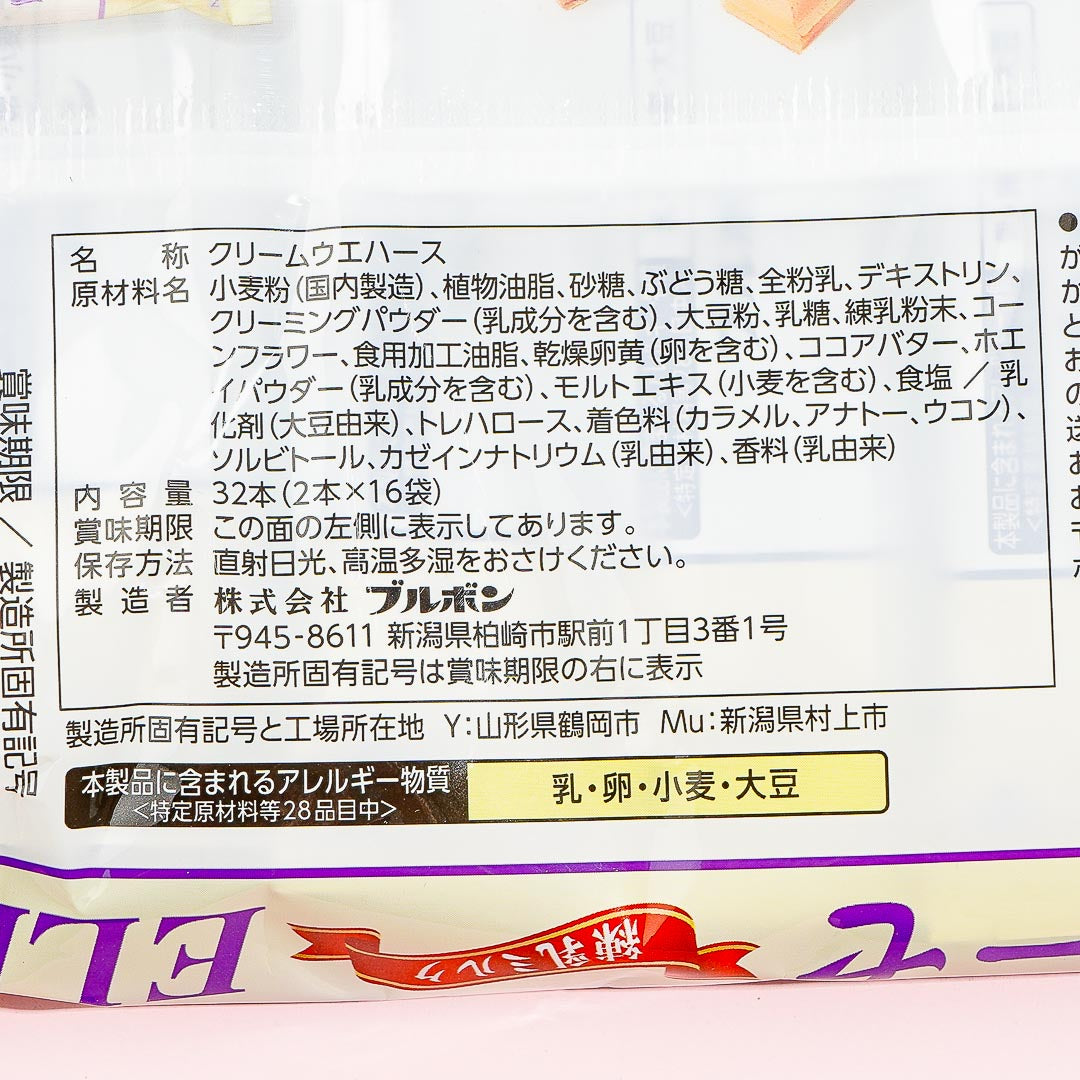 名称 クリームウエハース
原材料名 小麦粉(国内製造)、植物油脂、砂糖、ぶどう糖、全粉乳、デキストリン、
クリーミングパウダー(乳成分を含む)、大豆粉、乳糖、練乳粉末、コー
ンフラワー、食用加工油脂、乾燥卵黄(卵を含む)、ココアバター、ホエ
イパウダー(乳成分を含む)、モルトエキス(小麦を含む)、食塩／乳
化剤(大豆由来)、トレハロース、着色料(カラメル、アナトー、ウコン)、
ソルビトール、カゼインナトリウム(乳由来)、香料(乳由来)
内容量 32本(2本×16袋)
賞味期限 この面の左側に表示してあります。
保存方法 直射日光、高温多湿をおさけください。
製造者 株式会社 ブルボン
〒945-8611 新潟県柏崎市駅前1丁目3番1号
製造所固有記号は賞味期限の右に表示
製造所固有記号と工場所在地 Y:山形県鶴岡市 Mu:新潟県村上市
本製品に含まれるアレルギー物質
<特定原材料等28品目中>
乳・卵・小麦・大豆
賞味期限／製造所固有記号
練乳ミルク
EL
ーゼ